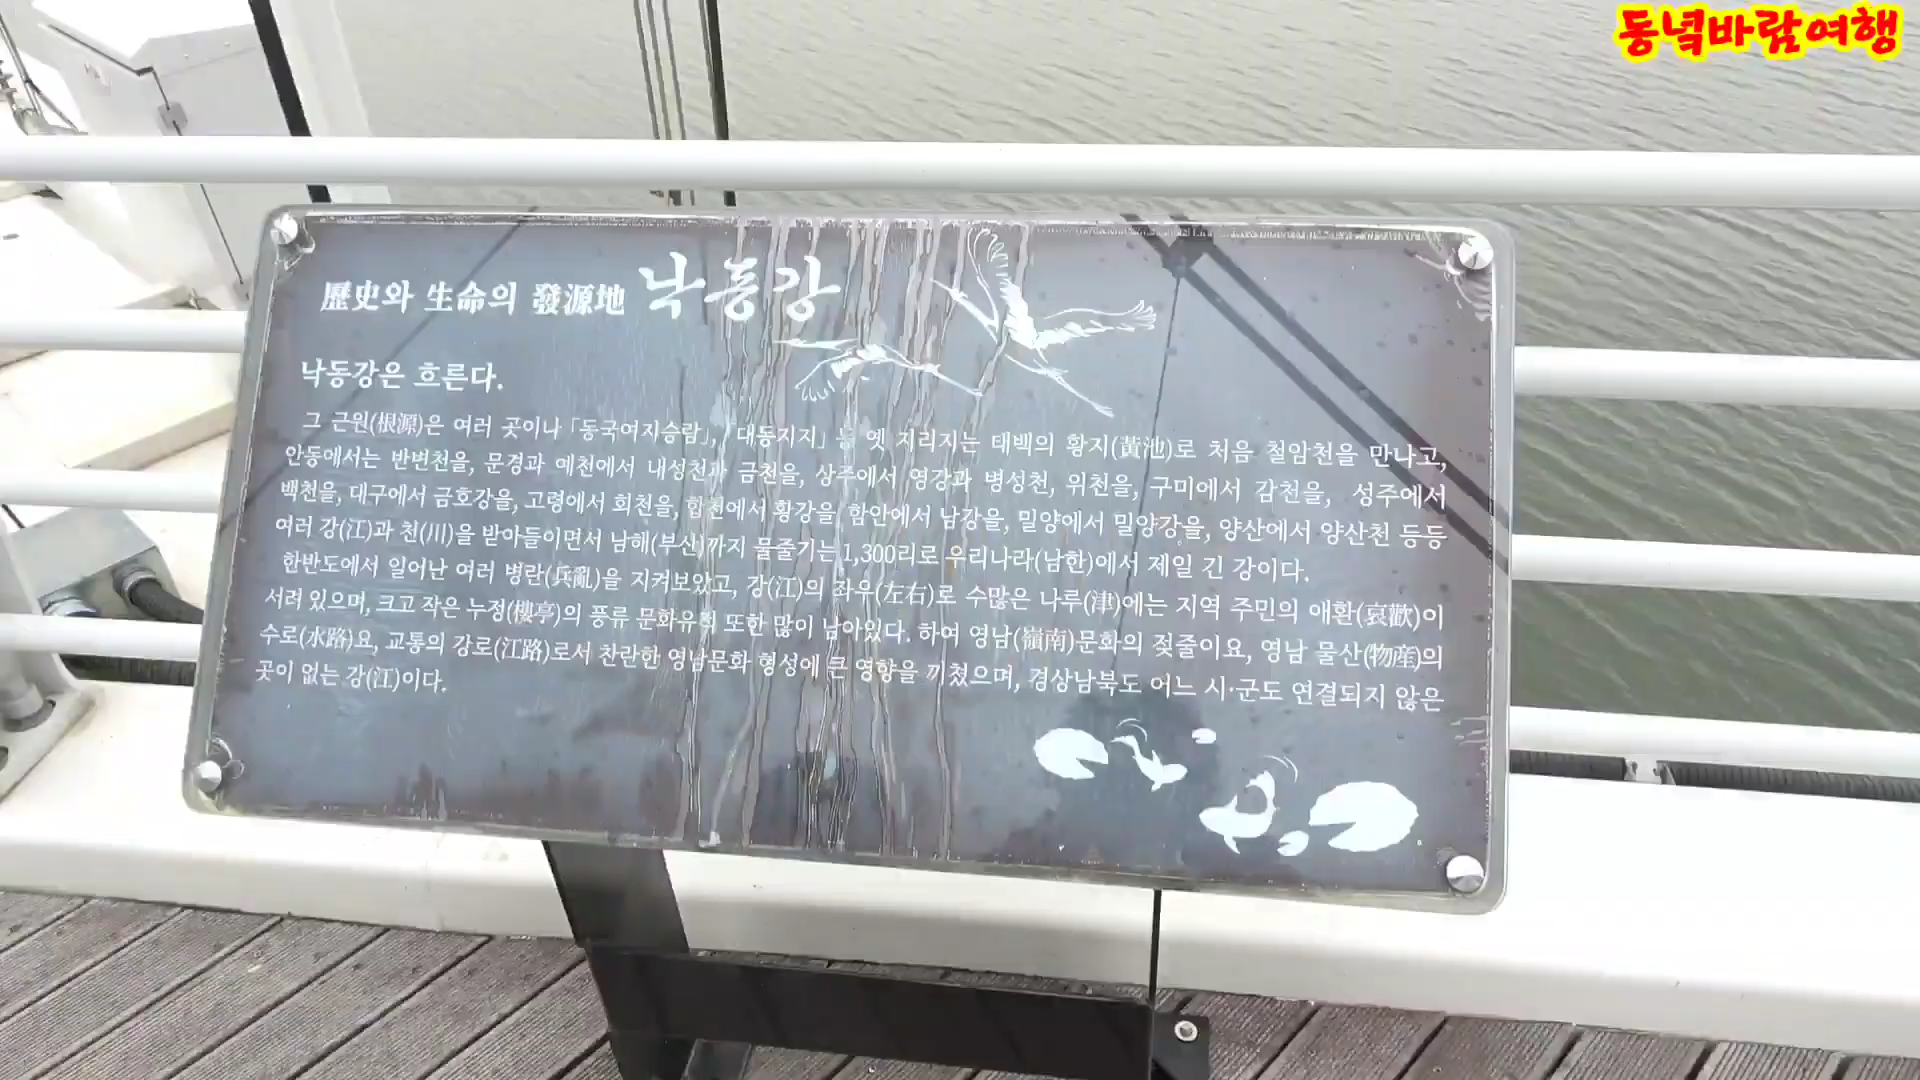 동녘바람여행
歷史와 生命의 發源地 낙동강
낙동강은 흐른다.
그 근원(根源)은 여러 곳이나 「동국여지승람」, 「대동지지」 등 옛 지리지는 태백의 황지(黃池)로 처음 철암천을 만나고,
안동에서는 반변천을, 문경과 예천에서 내성천과 금천을, 상주에서 영강과 병성천, 위천을, 구미에서 감천을, 성주에서
백천을, 대구에서 금호강을, 고령에서 회천을, 합천에서 황강을 함안에서 남강을, 밀양에서 밀양강을, 양산에서 양산천 등등
여러 강(江)과 천(川)을 받아들이면서 남해(부산)까지 물줄기는 1,300리로 우리나라(남한)에서 제일 긴 강이다.
한반도에서 일어난 여러 병란(兵亂)을 지켜보았고, 강(江)의 좌우(左右)로 수많은 나루(津)에는 지역 주민의 애환(哀歡)이
서려 있으며, 크고 작은 누정(樓亭)의 풍류 문화유적 또한 많이 남아있다. 하여 영남(嶺南)문화의 젖줄이요, 영남 물산(物産)의
수로(水路)요, 교통의 강로(江路)로서 찬란한 영남문화 형성에 큰 영향을 끼쳤으며, 경상남북도 어느 시·군도 연결되지 않은
곳이 없는 강(江)이다.